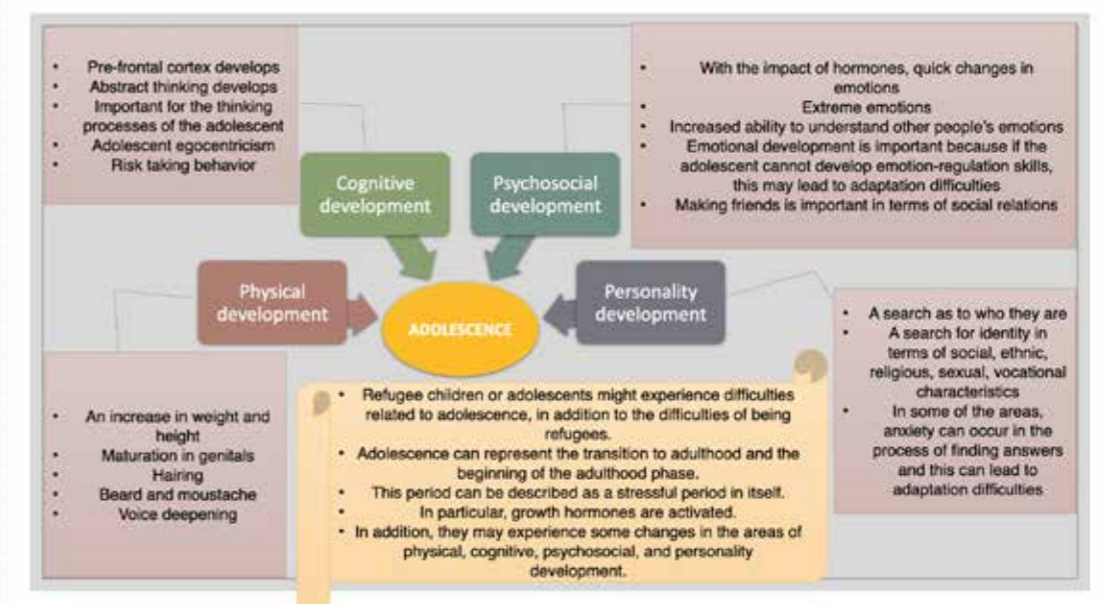 • Pre-frontal cortex develops
• Abstract thinking develops
• Important for the thinking
processes of the adolescent
• Adolescent egocentricism
• Risk taking behavior
• With the impact of hormones, quick changes in
emotions
• Extreme emotions
• Increased ability to understand other people's emotions
• Emotional development is important because if the
adolescent cannot develop emotion-regulation skills,
this may lead to adaptation difficulties
• Making friends is important in terms of social relations
Cognitive
development
Psychosocial
development
Physical
development
Personality
development
ADOLESCENCE
• An increase in weight and
height
• Maturation in genitals
• Hairing
• Beard and moustache
• Voice deepening
• Refugee children or adolescents might experience difficulties
related to adolescence, in addition to the difficulties of being
refugees.
• Adolescence can represent the transition to adulthood and the
beginning of the adulthood phase.
• This period can be described as a stressful period in itself.
• In particular, growth hormones are activated.
• In addition, they may experience some changes in the areas of
physical, cognitive, psychosocial, and personality
development.
• A search as to who they are
• A search for identity in
terms of social, ethnic,
religious, sexual, vocational
characteristics
• In some of the areas,
anxiety can occur in the
process of finding answers
and this can lead to
adaptation difficulties